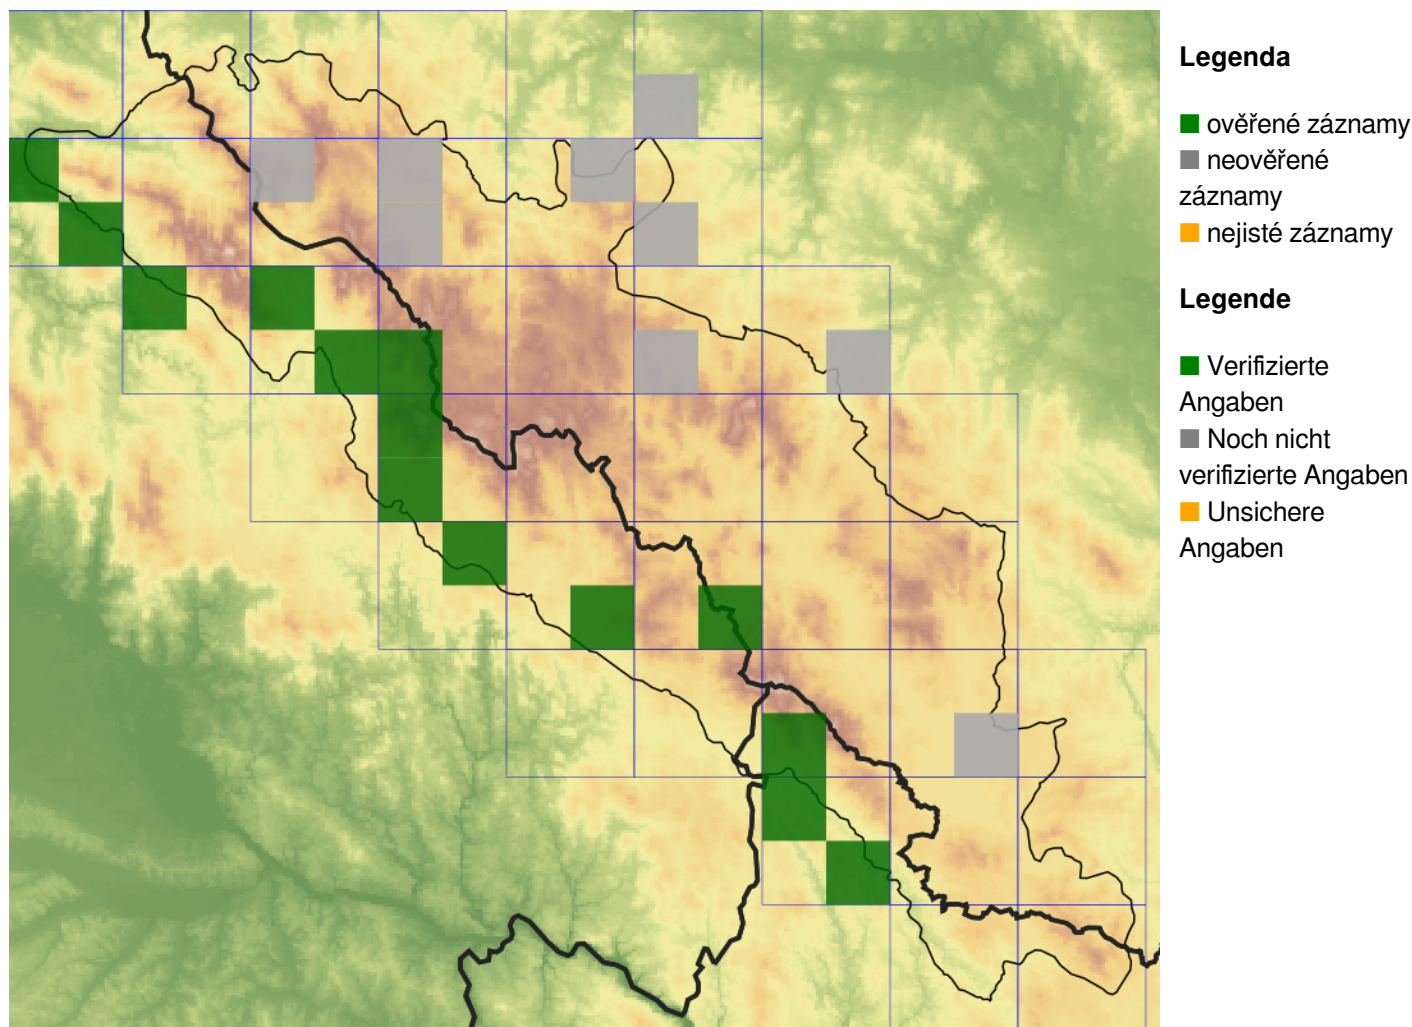 Legenda
ověřené záznamy
neověřené
záznamy
nejisté záznamy
Legende
Verifizierte
Angaben
Noch nicht
verifizierte Angaben
Unsichere
Angaben